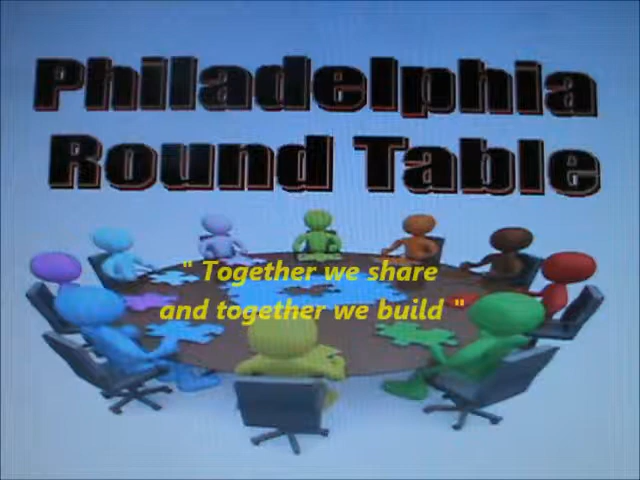 Philadelphia
Round Table
" Together we share
and together we build "